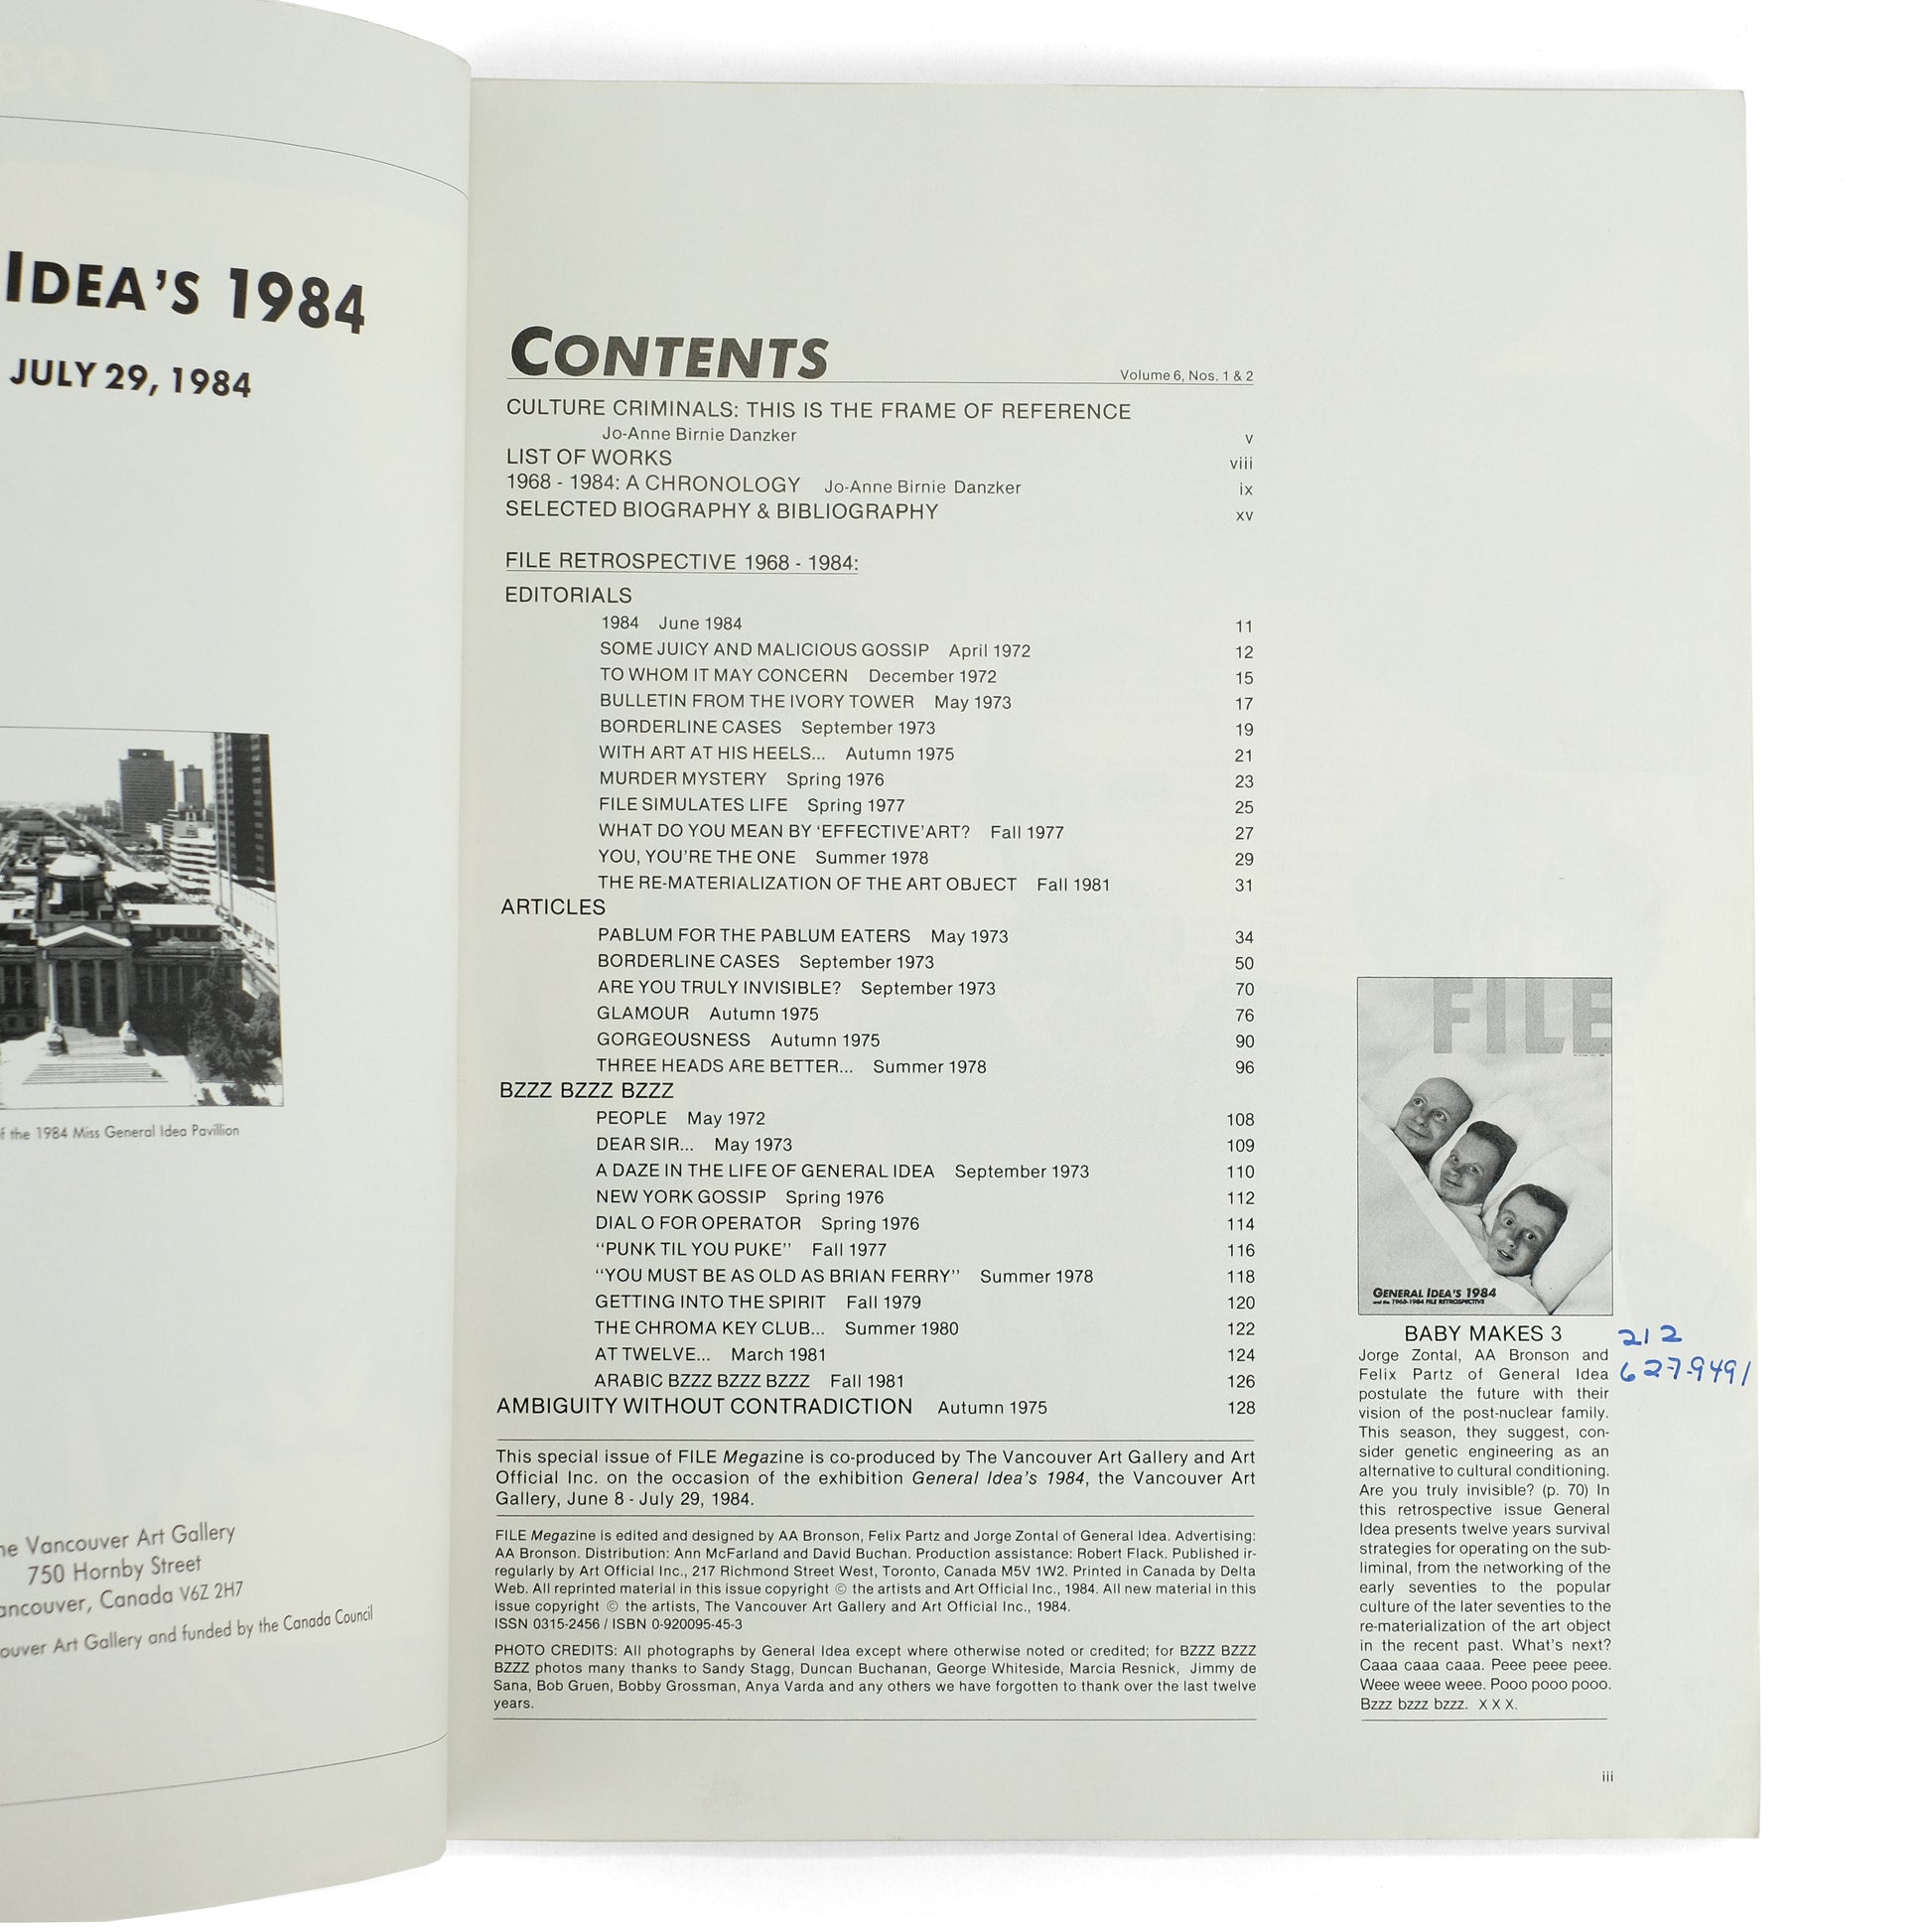 IDEA'S 1984
JULY 29, 1984
the 1984 Miss General Idea Pavillion
Vancouver Art Gallery
750 Hornby Street
Canada V6Z 2H7
Art Gallery and funded by the Canada Council
CONTENTS
Volume 6, Nos. 1 & 2
CULTURE CRIMINALS: THIS IS THE FRAME OF REFERENCE
Jo-Anne Birnie Danzker v
LIST OF WORKS viii
1968 - 1984: A CHRONOLOGY Jo-Anne Birnie Danzker ix
SELECTED BIOGRAPHY & BIBLIOGRAPHY xv
FILE RETROSPECTIVE 1968 - 1984:
EDITORIALS
1984 June 1984 11
SOME JUICY AND MALICIOUS GOSSIP April 1972 12
TO WHOM IT MAY CONCERN December 1972 15
BULLETIN FROM THE IVORY TOWER May 1973 17
BORDERLINE CASES September 1973 19
WITH ART AT HIS HEELS... Autumn 1975 21
MURDER MYSTERY Spring 1976 23
FILE SIMULATES LIFE Spring 1977 25
WHAT DO YOU MEAN BY 'EFFECTIVE' ART? Fall 1977 27
YOU, YOU'RE THE ONE Summer 1978 29
THE RE-MATERIALIZATION OF THE ART OBJECT Fall 1981 31
ARTICLES
PABLUM FOR THE PABLUM EATERS May 1973 34
BORDERLINE CASES September 1973 50
ARE YOU TRULY INVISIBLE? September 1973 70
GLAMOUR Autumn 1975 76
GORGEOUSNESS Autumn 1975 90
THREE HEADS ARE BETTER... Summer 1978 96
BZZZ BZZZ BZZZ
PEOPLE May 1972 108
DEAR SIR... May 1973 109
A DAZE IN THE LIFE OF GENERAL IDEA September 1973 110
NEW YORK GOSSIP Spring 1976 112
DIAL O FOR OPERATOR Spring 1976 114
"PUNK TIL YOU PUKE" Fall 1977 116
"YOU MUST BE AS OLD AS BRIAN FERRY" Summer 1978 118
GETTING INTO THE SPIRIT Fall 1979 120
THE CHROMA KEY CLUB... Summer 1980 122
AT TWELVE... March 1981 124
ARABIC BZZZ BZZZ BZZZ Fall 1981 126
AMBIGUITY WITHOUT CONTRADICTION Autumn 1975 128
This special issue of FILE Megazine is co-produced by The Vancouver Art Gallery and Art
Official Inc. on the occasion of the exhibition General Idea's 1984, the Vancouver Art
Gallery, June 8 - July 29, 1984.
FILE Megazine is edited and designed by AA Bronson, Felix Partz and Jorge Zontal of General Idea. Advertising:
AA Bronson. Distribution: Ann McFarland and David Buchan. Production assistance: Robert Flack. Published ir-
regularly by Art Official Inc., 217 Richmond Street West, Toronto, Canada M5V 1W2. Printed in Canada by Delta
Web. All reprinted material in this issue copyright © the artists and Art Official Inc., 1984. All new material in this
issue copyright © the artists, The Vancouver Art Gallery and Art Official Inc., 1984.
ISSN 0315-2456 / ISBN 0-920095-45-3
PHOTO CREDITS: All photographs by General Idea except where otherwise noted or credited; for BZZZ BZZZ
BZZZ photos many thanks to Sandy Stagg, Duncan Buchanan, George Whiteside, Marcia Resnick, Jimmy de
Sana, Bob Gruen, Bobby Grossman, Anya Varda and any others we have forgotten to thank over the last twelve
years.
FILE
GENERAL IDEA'S 1984
and the 1968-1984 FILE RETROSPECTIVE
BABY MAKES 3
212
627-9491
Jorge Zontal, AA Bronson and
Felix Partz of General Idea
postulate the future with their
vision of the post-nuclear family.
This season, they suggest, con-
sider genetic engineering as an
alternative to cultural conditioning.
Are you truly invisible? (p. 70) In
this retrospective issue General
Idea presents twelve years survival
strategies for operating on the sub-
liminal, from the networking of the
early seventies to the popular
culture of the later seventies to the
re-materialization of the art object
in the recent past. What's next?
Caaa caaa caaa. Peee peee peee.
Weee weee weee. Pooo pooo pooo.
Bzzz bzzz bzzz. X X X.
iii